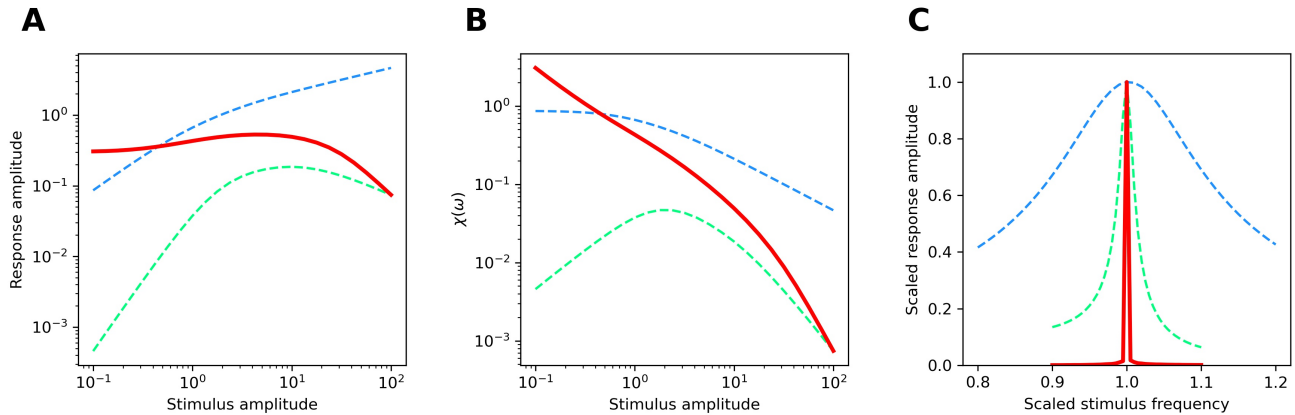 A
Response amplitude
10⁰
10⁻¹
10⁻²
10⁻³
10⁻¹ 10⁰ 10¹ 10²
Stimulus amplitude
B
χ(ω)
10⁰
10⁻¹
10⁻²
10⁻³
10⁻¹ 10⁰ 10¹ 10²
Stimulus amplitude
C
Scaled response amplitude
1.0
0.8
0.6
0.4
0.2
0.0
0.8 0.9 1.0 1.1 1.2
Scaled stimulus frequency